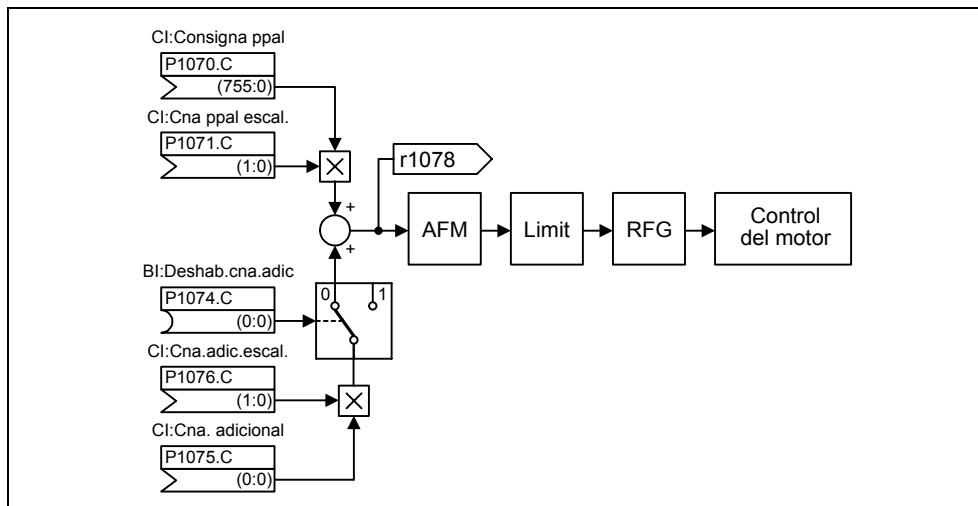 CI:Consigna ppal
P1070.C
(755:0)
CI:Cna ppal escal.
P1071.C
(1:0)
r1078
+
+
AFM
Limit
RFG
Control
del motor
BI:Deshab.cna.adic
P1074.C
(0:0)
0
1
CI:Cna.adic.escal.
P1076.C
(1:0)
CI:Cna. adicional
P1075.C
(0:0)